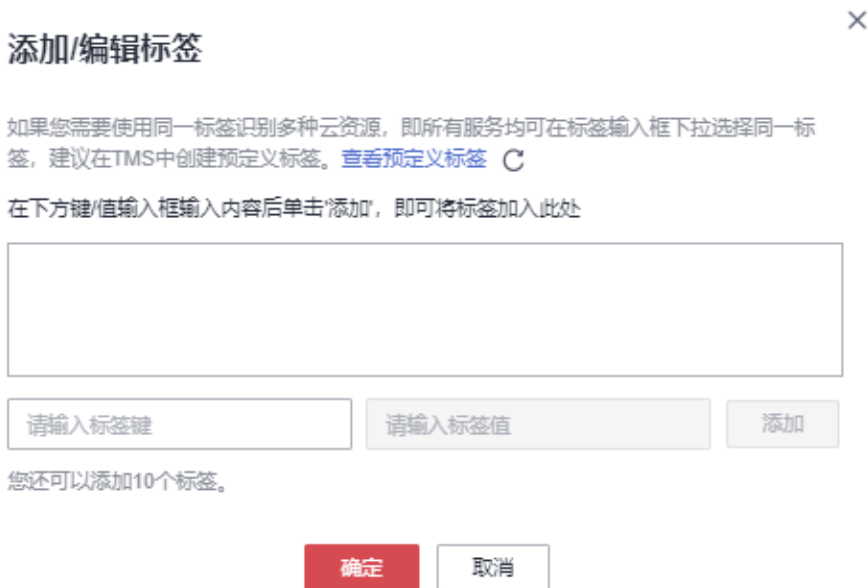 添加/编辑标签
如果您需要使用同一标签识别多种云资源，即所有服务均可在标签输入框下拉选择同一标
签，建议在TMS中创建预定义标签。查看预定义标签
在下方键/值输入框输入内容后单击'添加'，即可将标签加入此处
请输入标签键 请输入标签值 添加
您还可以添加10个标签。
确定 取消